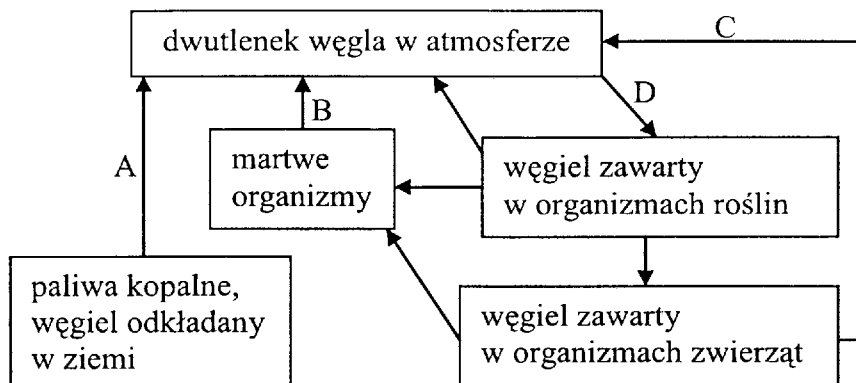 dwutlenek węgla w atmosferze
C
D
B
A
martwe
organizmy
węgiel zawarty
w organizmach roślin
paliwa kopalne,
węgiel odkładany
w ziemi
węgiel zawarty
w organizmach zwierząt